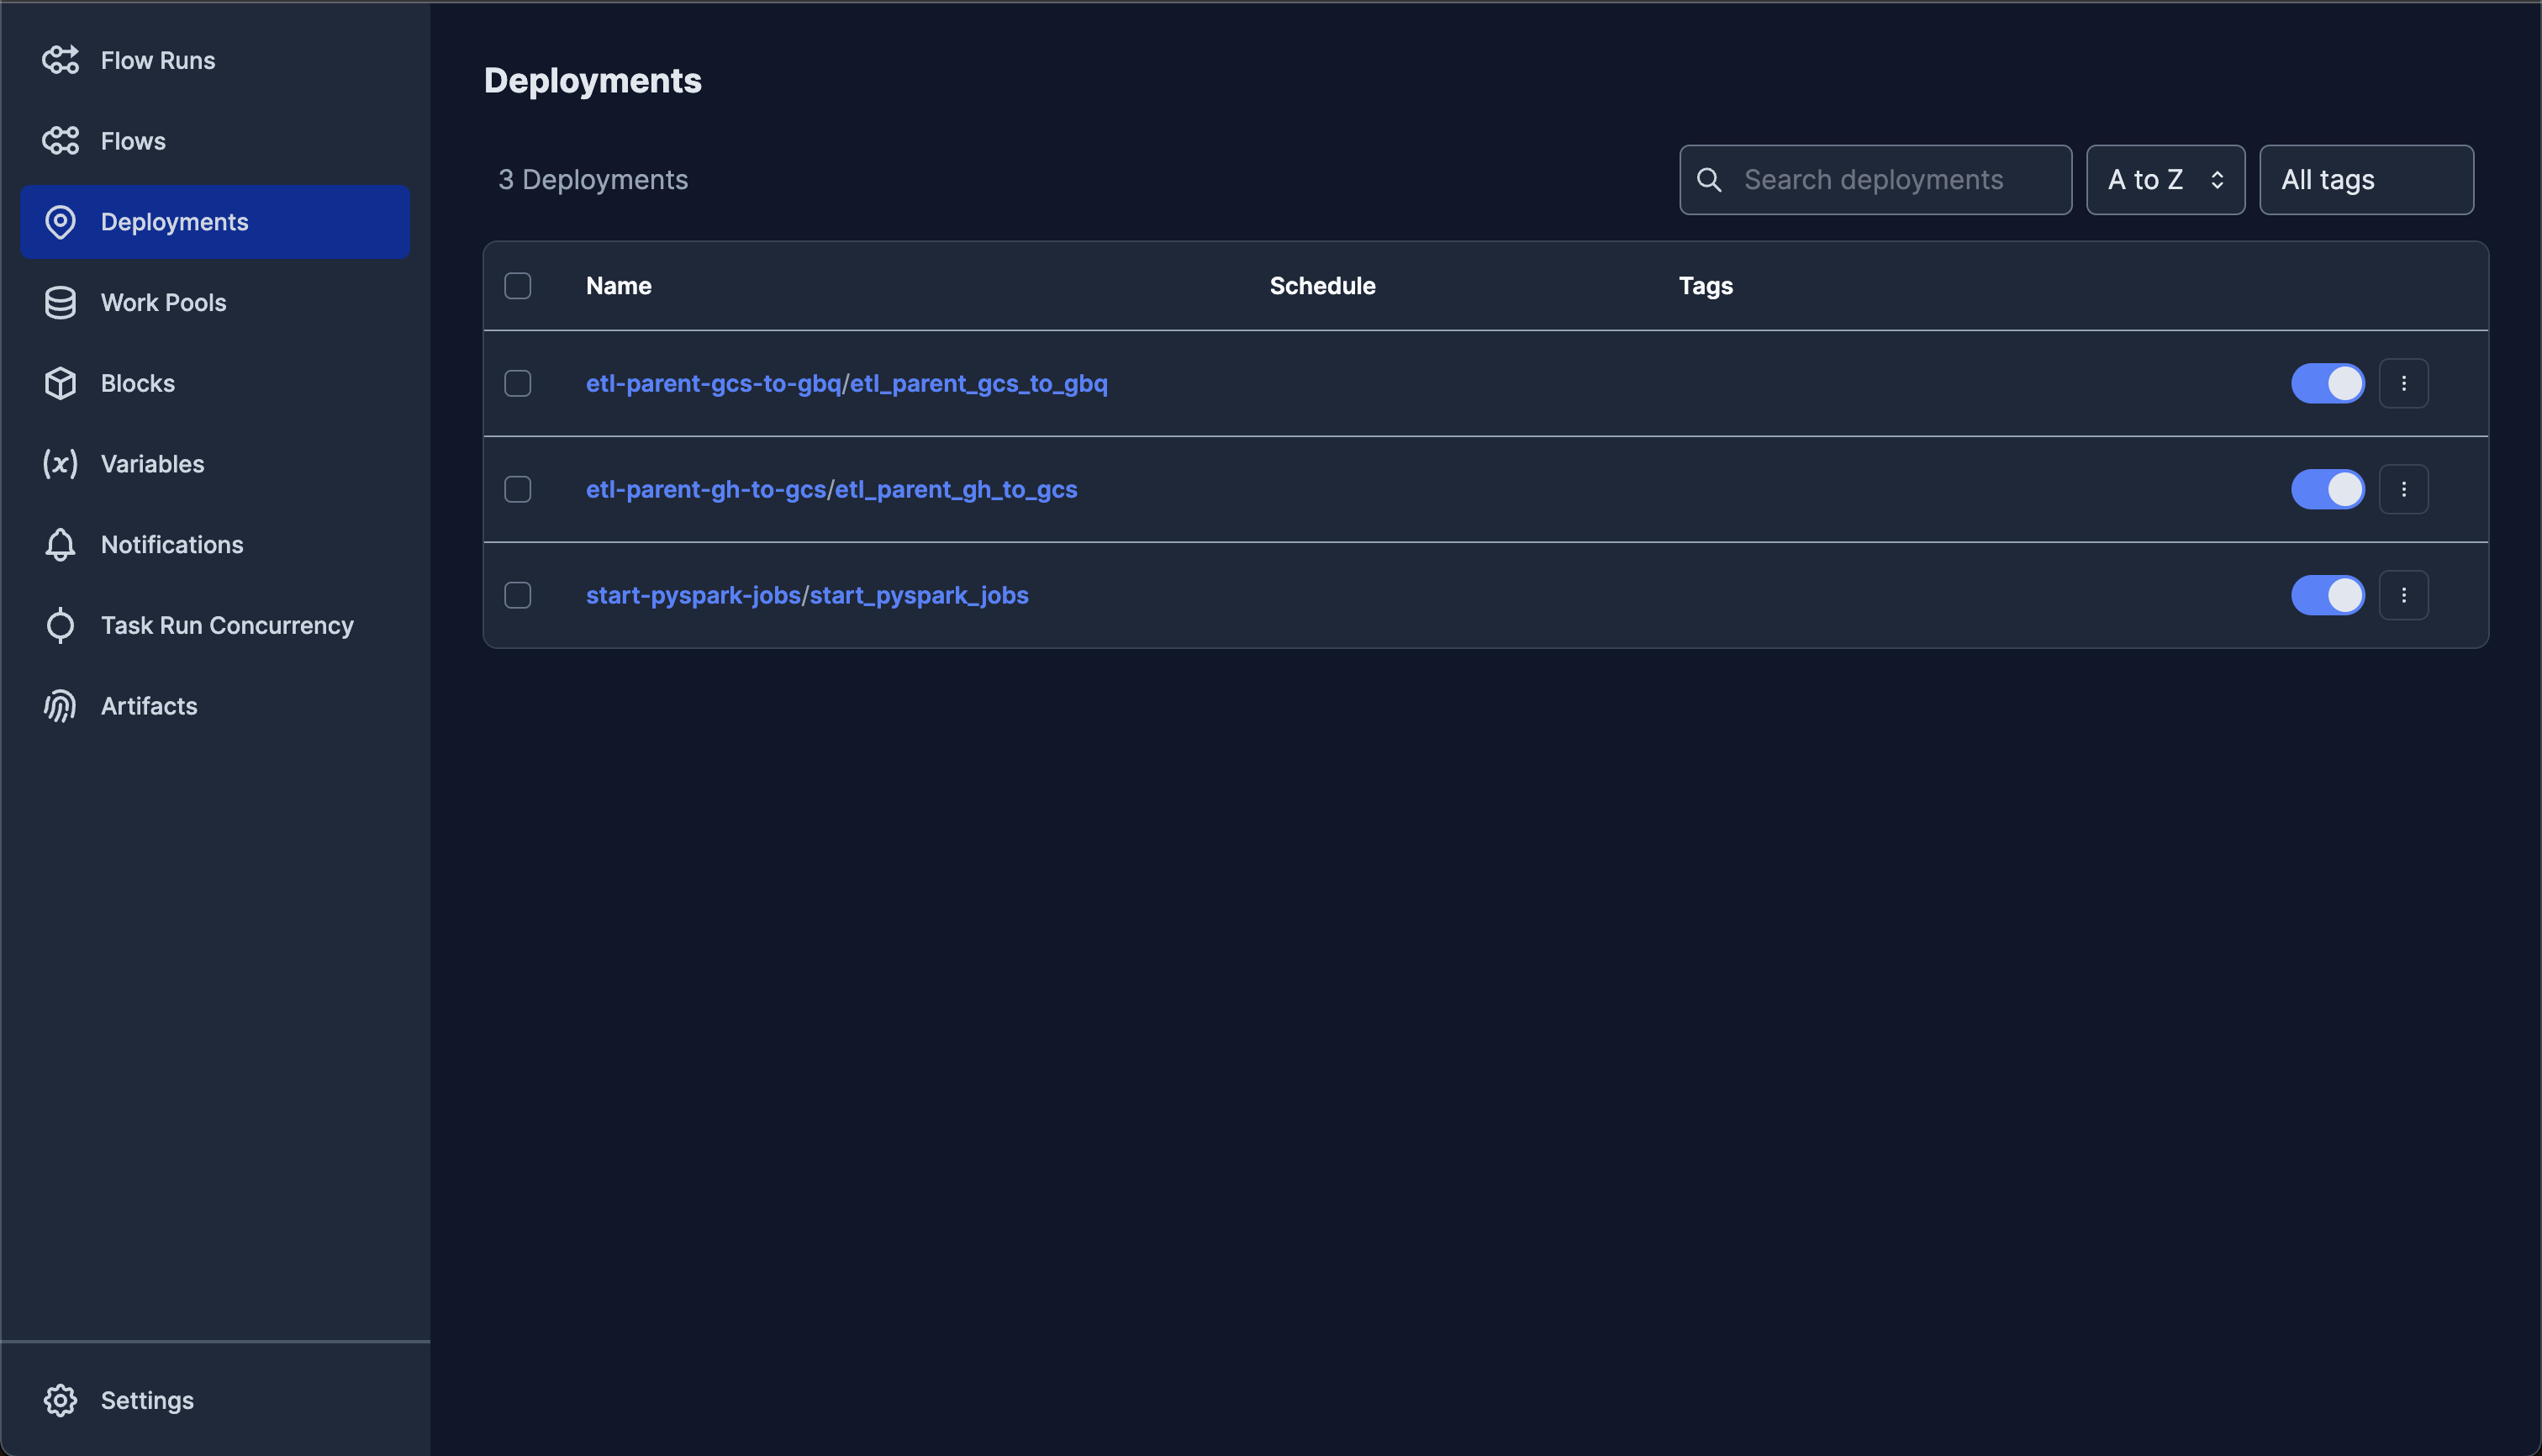 Flow Runs
Flows
Deployments
Work Pools
Blocks
Variables
Notifications
Task Run Concurrency
Artifacts
Settings
Deployments
3 Deployments
Search deployments
A to Z
All tags
Name Schedule Tags
etl-parent-gcs-to-gbq/etl_parent_gcs_to_gbq
etl-parent-gh-to-gcs/etl_parent_gh_to_gcs
start-pyspark-jobs/start_pyspark_jobs